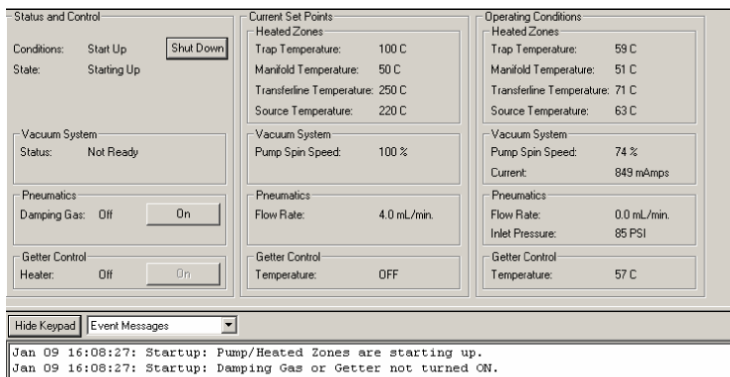 Status and Control
Conditions: Start Up Shut Down
State: Starting Up
Vacuum System
Status: Not Ready
Pneumatics
Damping Gas: Off On
Getter Control
Heater: Off On
Current Set Points
Heated Zones
Trap Temperature: 100 C
Manifold Temperature: 50 C
Transferline Temperature: 250 C
Source Temperature: 220 C
Vacuum System
Pump Spin Speed: 100 %
Pneumatics
Flow Rate: 4.0 mL/min.
Getter Control
Temperature: OFF
Operating Conditions
Heated Zones
Trap Temperature: 59 C
Manifold Temperature: 51 C
Transferline Temperature: 71 C
Source Temperature: 63 C
Vacuum System
Pump Spin Speed: 74 %
Current: 849 mAmps
Pneumatics
Flow Rate: 0.0 mL/min.
Inlet Pressure: 85 PSI
Getter Control
Temperature: 57 C
Hide Keypad Event Messages
Jan 09 16:08:27: Startup: Pump/Heated Zones are starting up.
Jan 09 16:08:27: Startup: Damping Gas or Getter not turned ON.